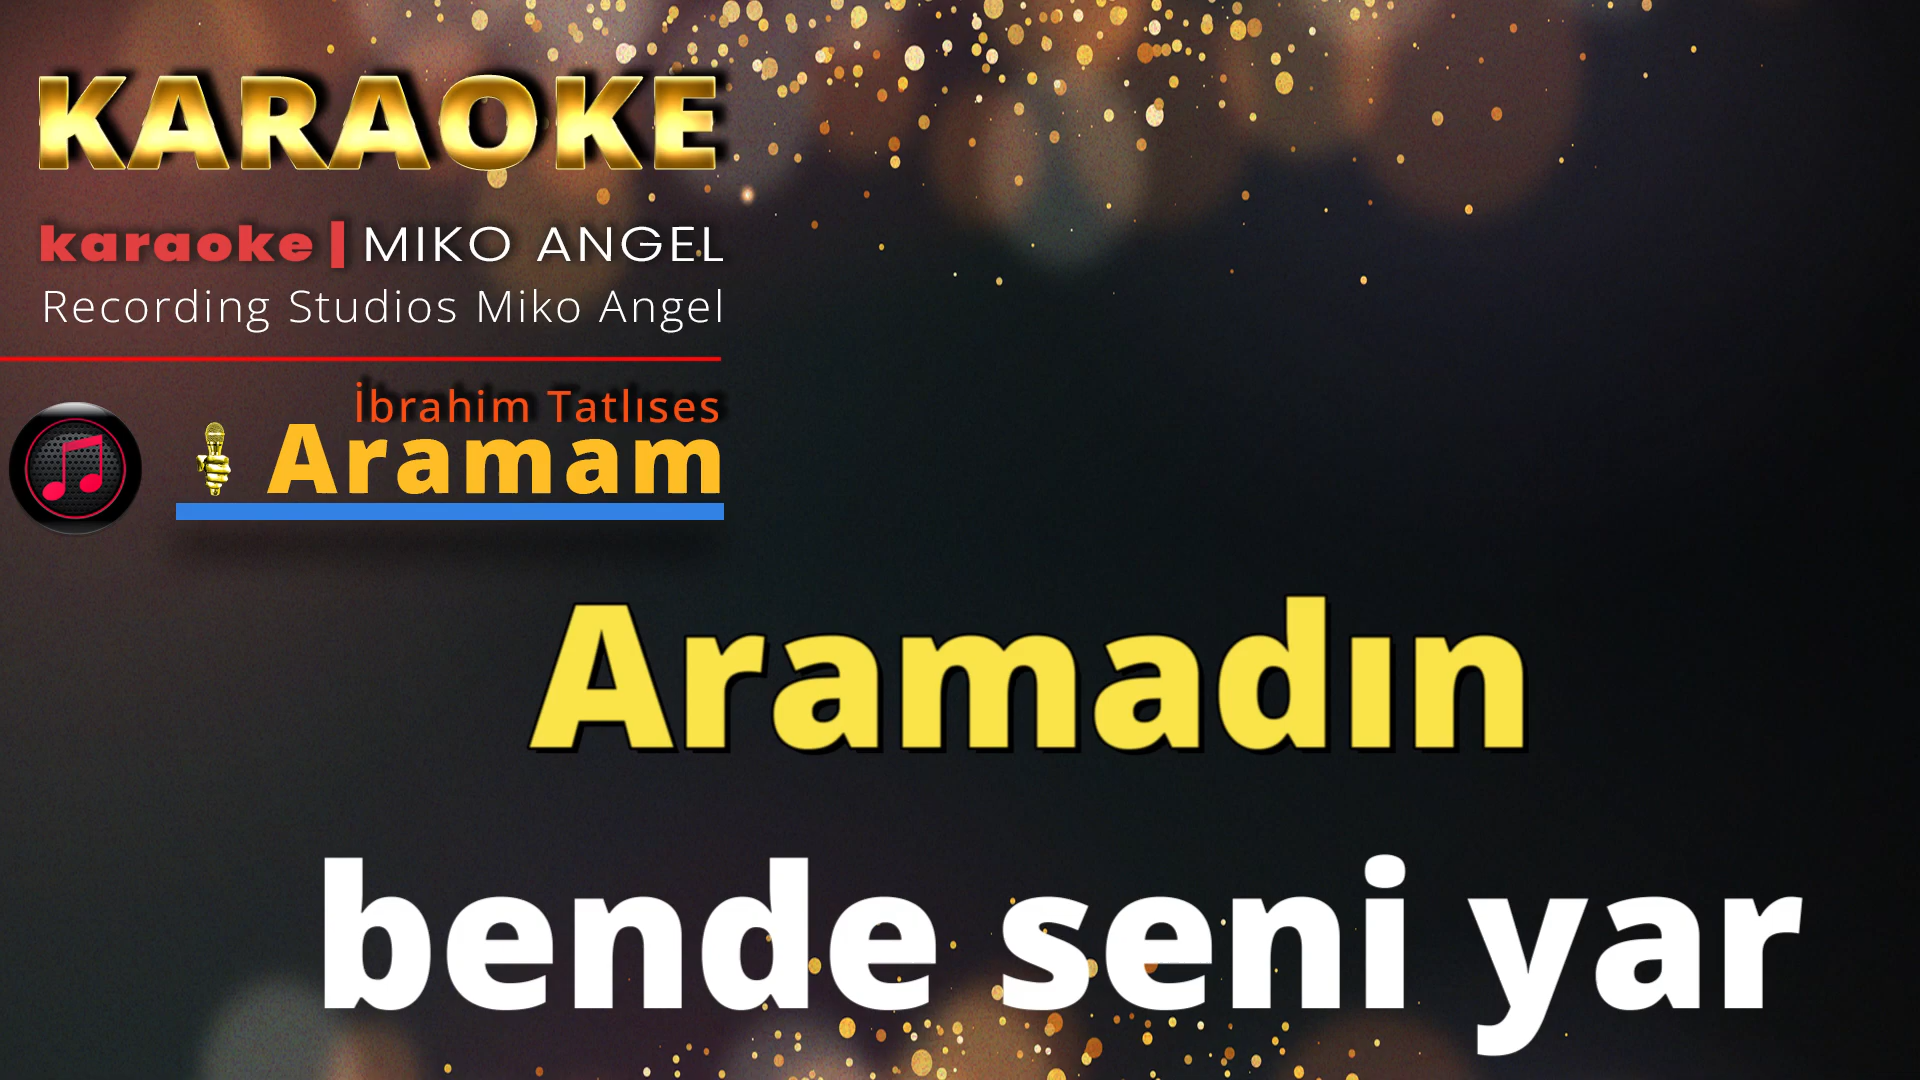 KARAOKE
karaoke| MIKO ANGEL
Recording Studios Miko Angel
İbrahim Tatlıses
Aramam
Aramadın
bende seni yar